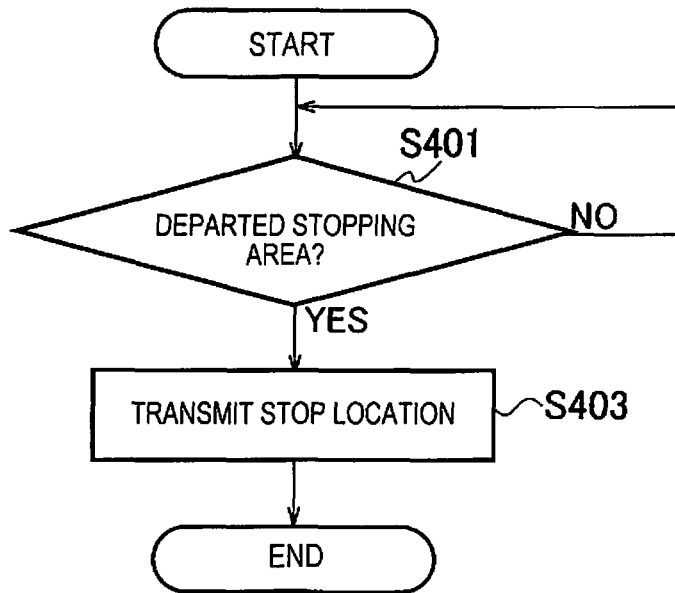 START
S401
DEPARTED STOPPING
AREA?
NO
YES
TRANSMIT STOP LOCATION
S403
END